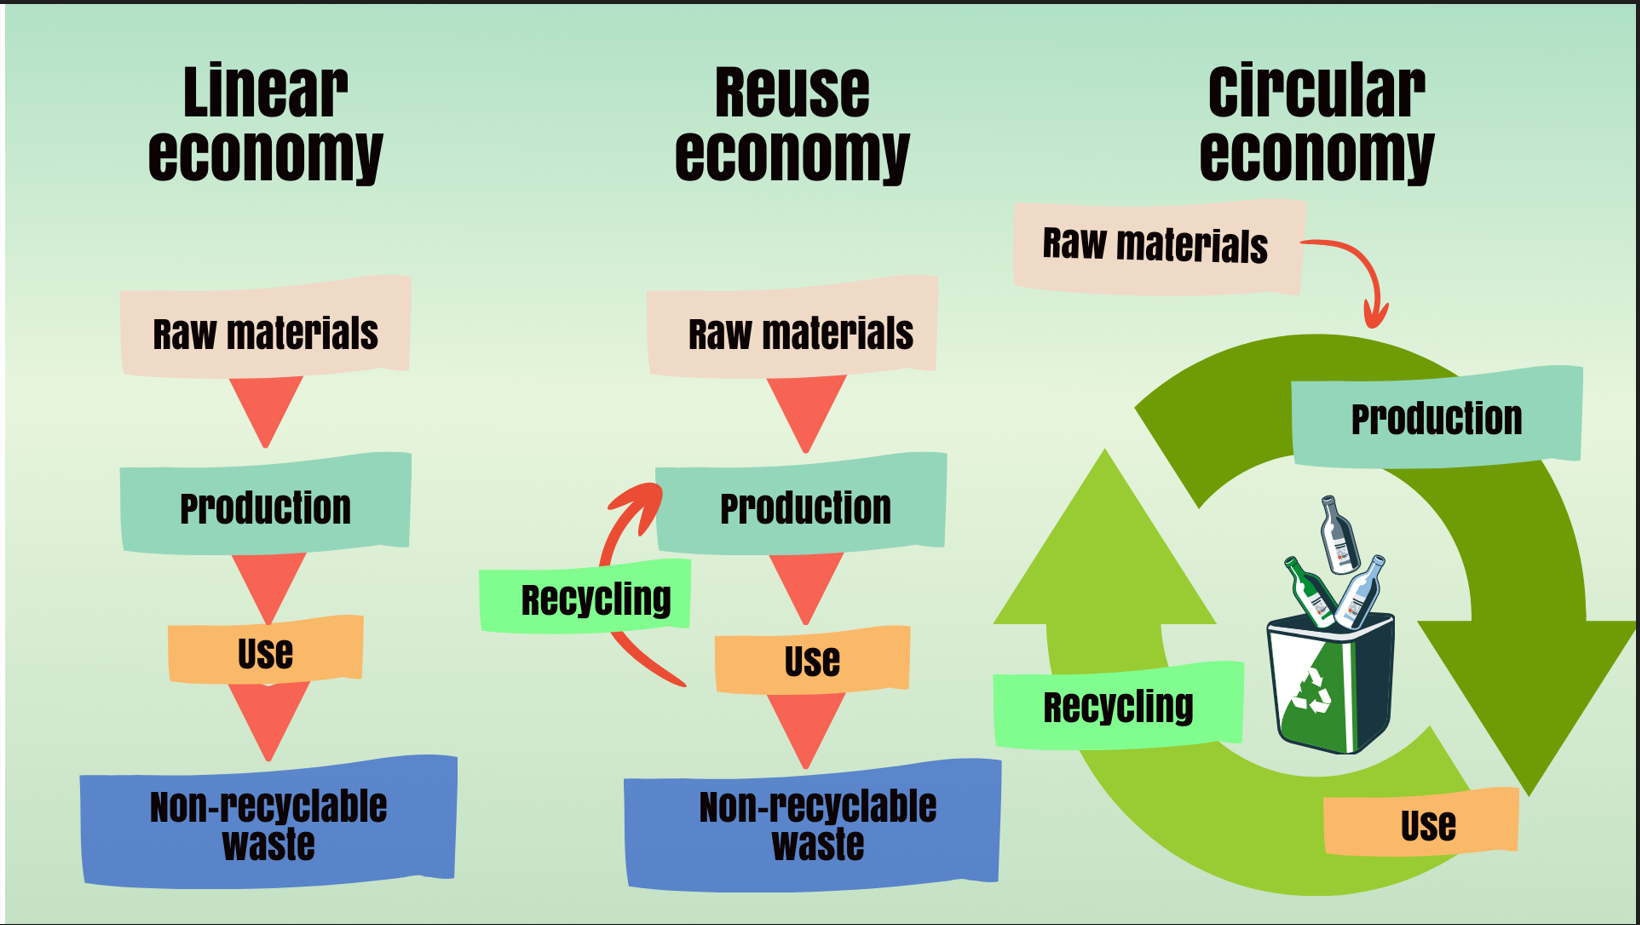 Linear
economy
Raw materials
Production
Use
Non-recyclable
waste
Reuse
economy
Raw materials
Production
Recycling
Use
Non-recyclable
waste
Circular
economy
Raw materials
Production
Recycling
Use